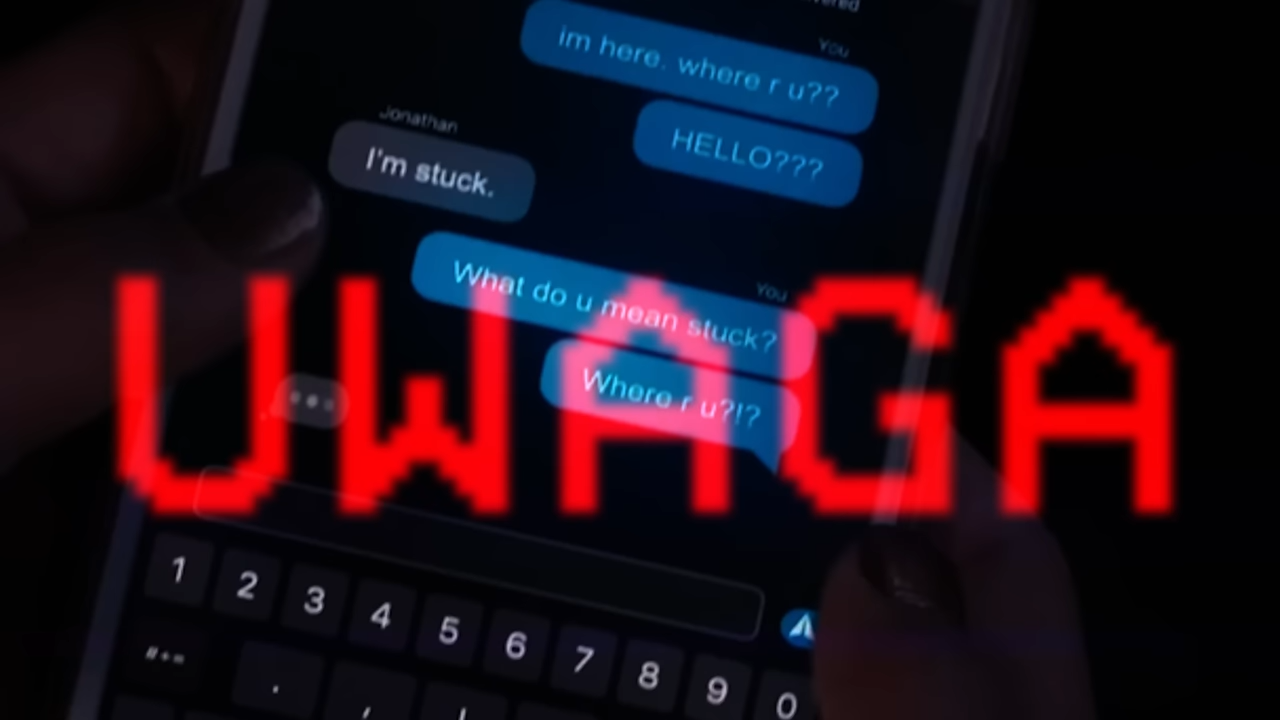 You
im here. where r u??
HELLO???
Jonathan
I'm stuck.
You
What do u mean stuck?
Where r u?!?
UWAGA
1 2 3 4 5 6 7 8 9 0
#+=
. ,